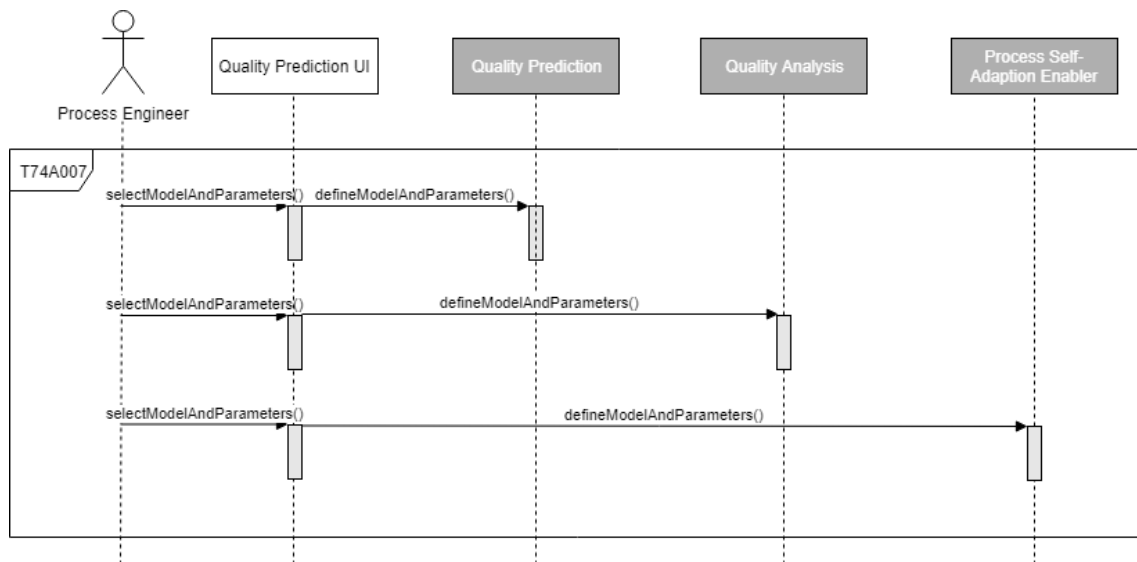 Process Engineer
Quality Prediction UI
Quality Prediction
Quality Analysis
Process Self-
Adaption Enabler
T74A007
selectModelAndParameters()
defineModelAndParameters()
selectModelAndParameters()
defineModelAndParameters()
selectModelAndParameters()
defineModelAndParameters()